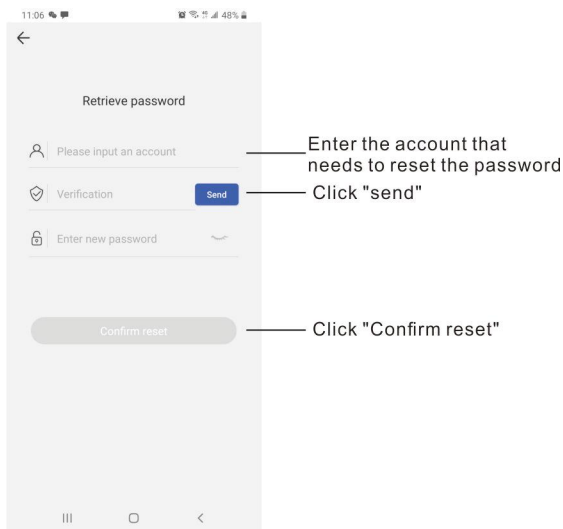 11:06
48%
Retrieve password
Please input an account
Enter the account that
needs to reset the password
Verification
Send
Click "send"
Enter new password
Confirm reset
Click "Confirm reset"